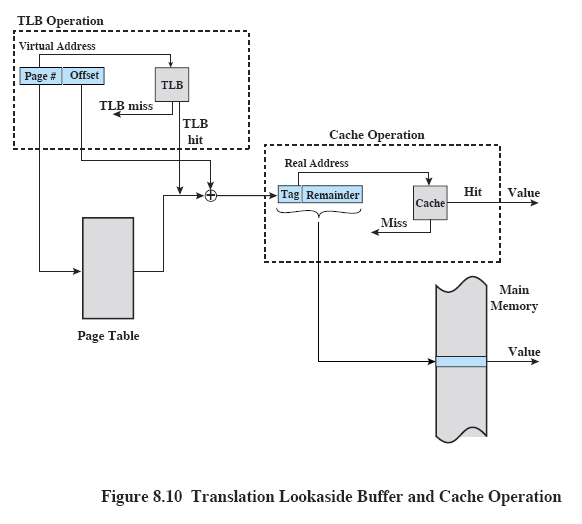 TLB Operation
Virtual Address
Page # Offset
TLB
TLB miss
TLB
hit
Cache Operation
Real Address
Tag Remainder
Cache
Hit
Value
Miss
Page Table
Main
Memory
Value
Figure 8.10 Translation Lookaside Buffer and Cache Operation